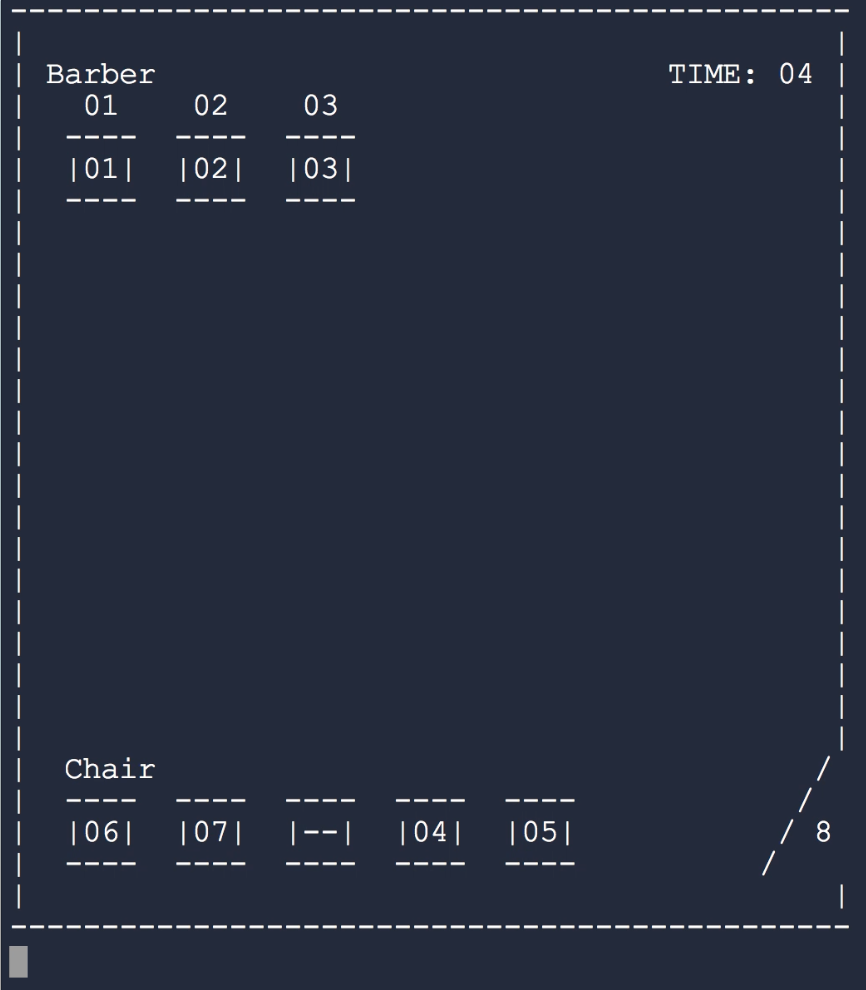 Barber TIME: 04
01 02 03
---- ---- ----
|01| |02| |03|
---- ---- ----
Chair
---- ---- ---- ---- ----
|06| |07| |--| |04| |05| / 8
---- ---- ---- ---- ----